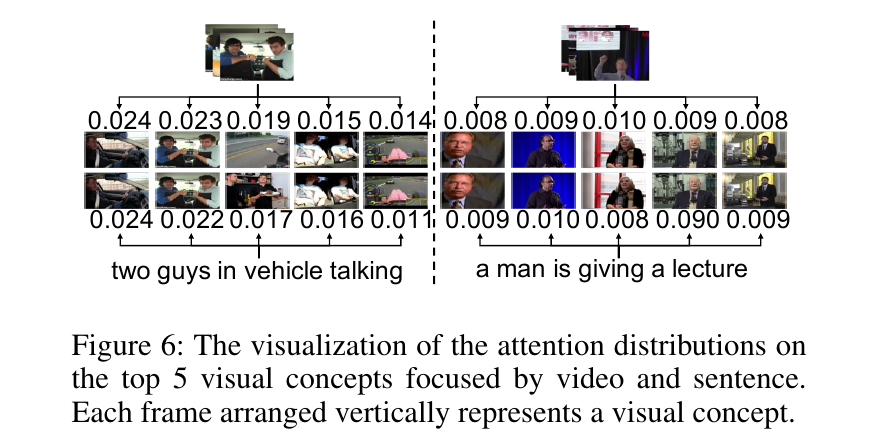 0.024 0.023 0.019 0.015 0.014 0.008 0.009 0.010 0.009 0.008
0.024 0.022 0.017 0.016 0.011 0.009 0.010 0.008 0.090 0.009
two guys in vehicle talking
a man is giving a lecture
Figure 6: The visualization of the attention distributions on
the top 5 visual concepts focused by video and sentence.
Each frame arranged vertically represents a visual concept.